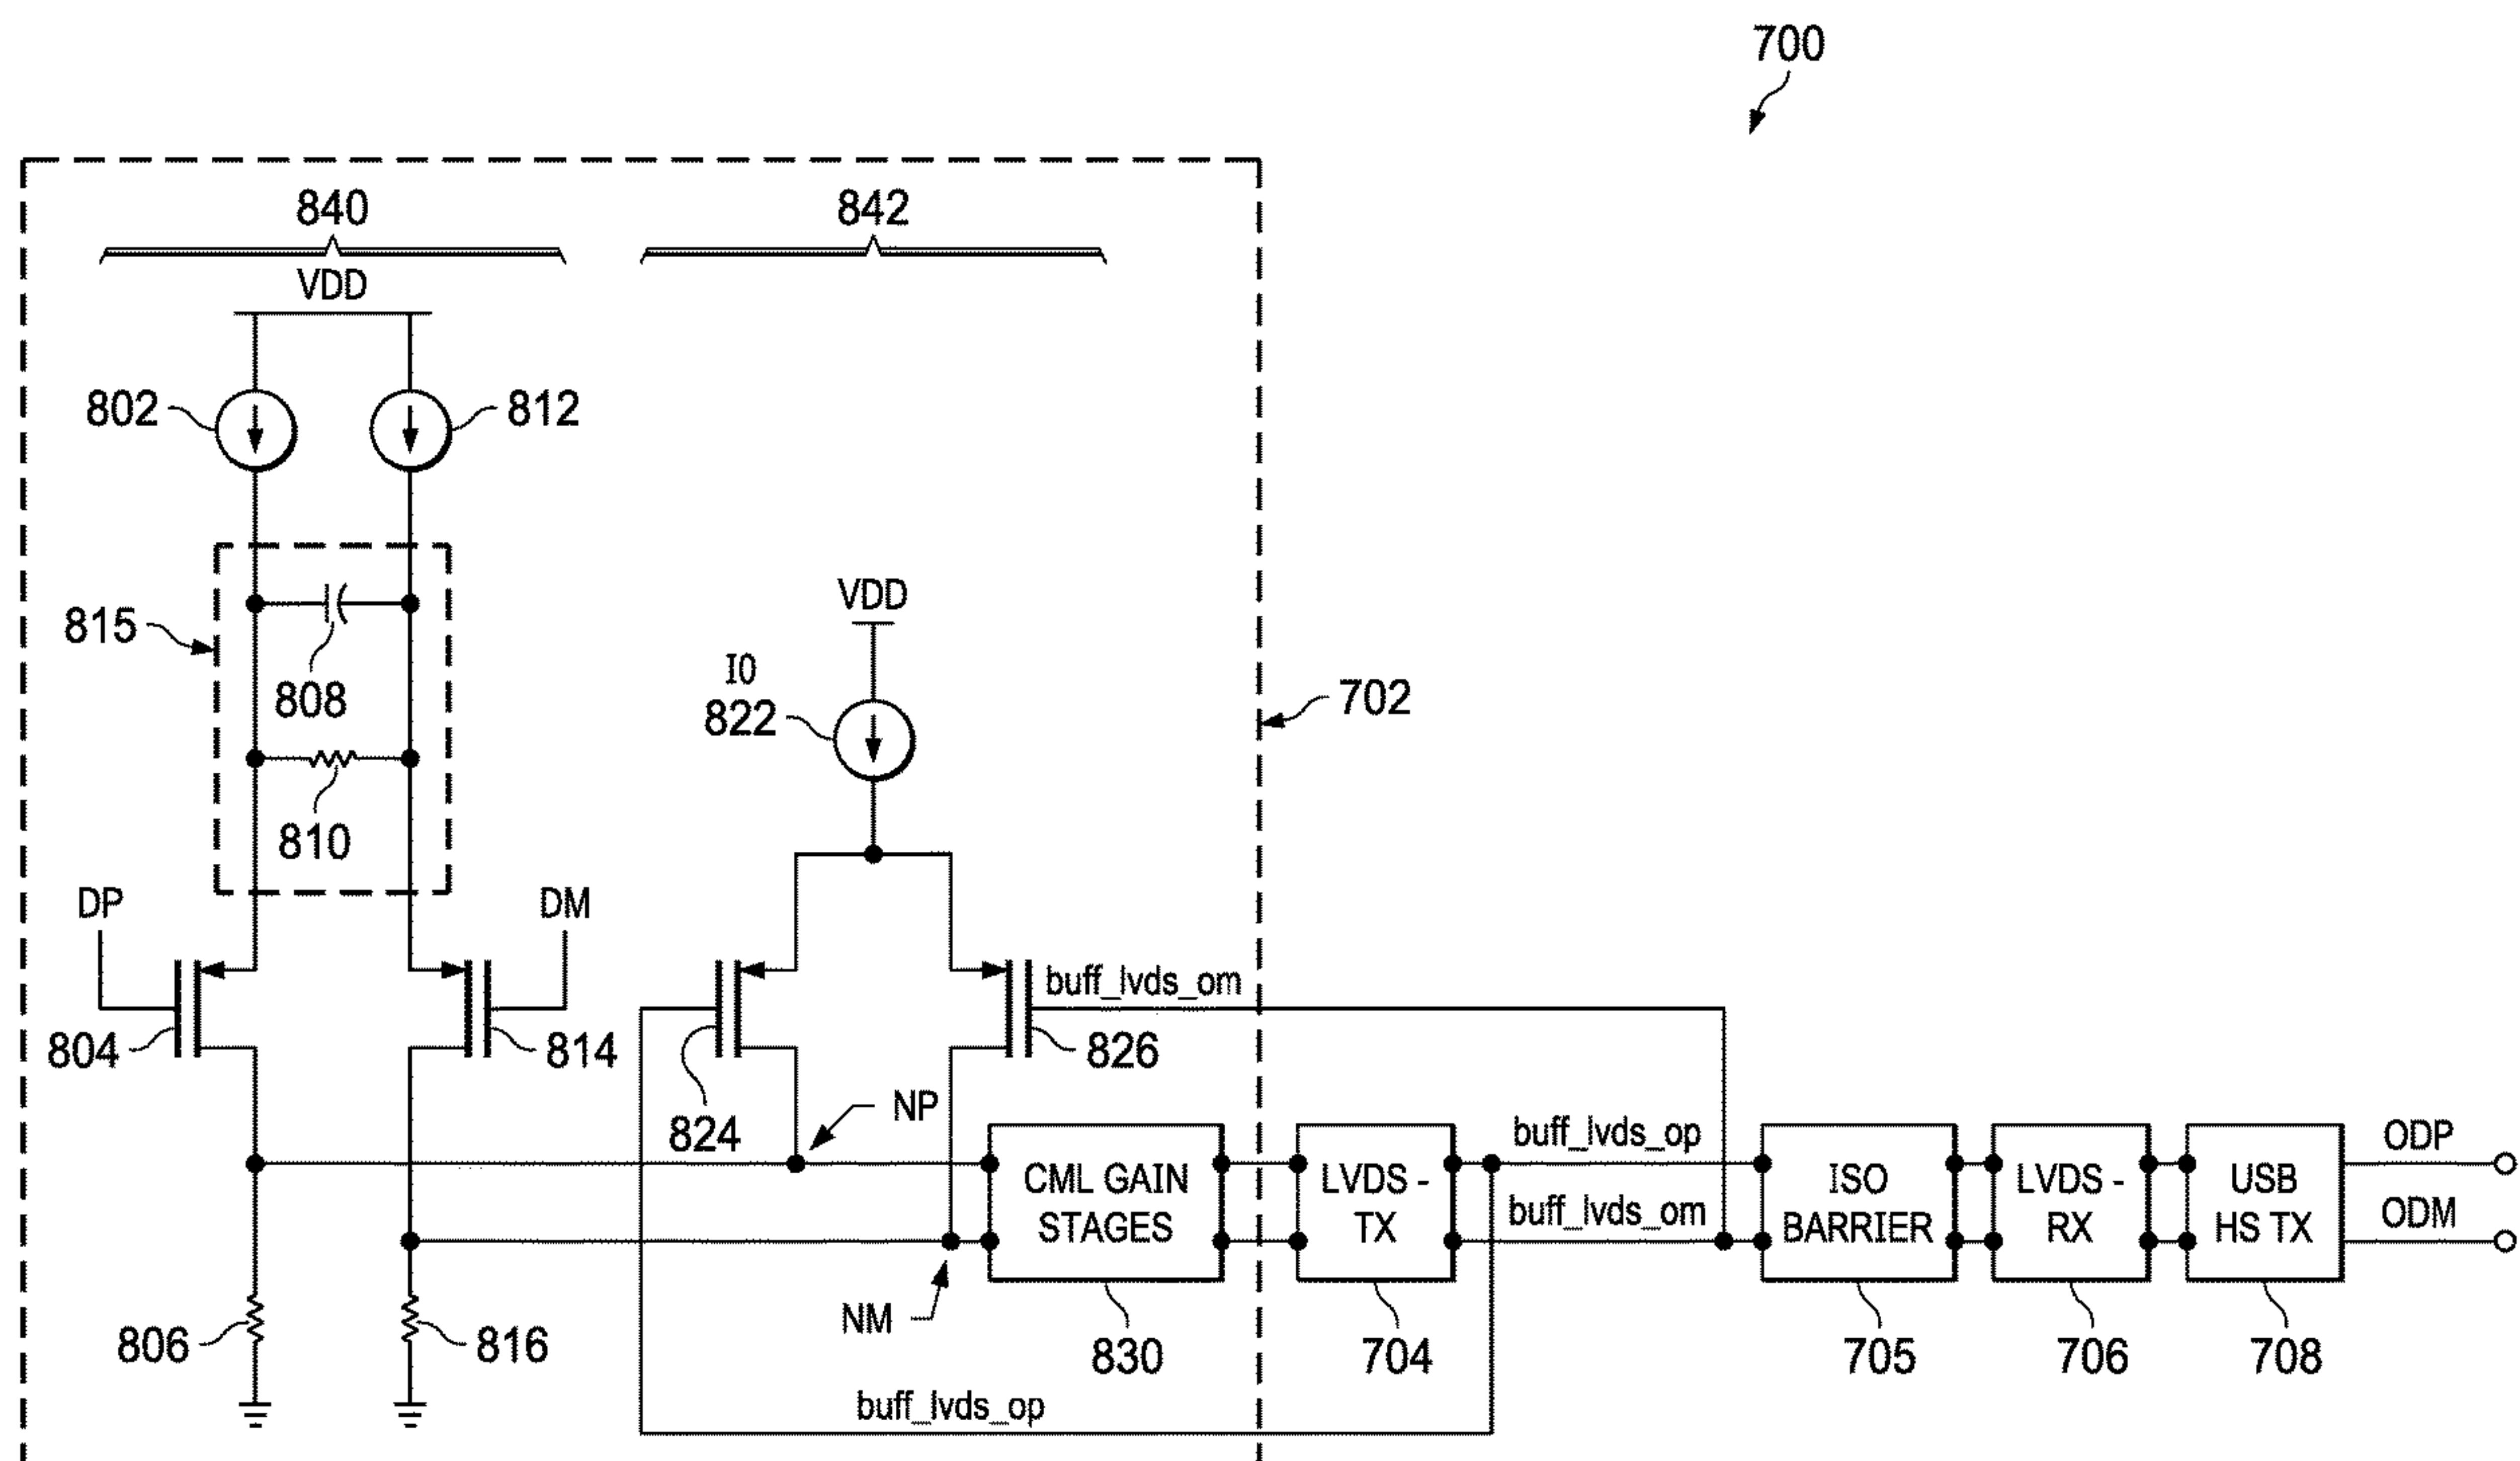 700
840
842
VDD
802
812
815
808
VDD
I0
822
702
810
DP
DM
buff_lvds_om
804
814
824
826
NP
CML GAIN
STAGES
LVDS -
TX
buff_lvds_op
buff_lvds_om
ISO
BARRIER
LVDS -
RX
USB
HS TX
ODP
ODM
NM
806
816
830
704
705
706
708
buff_lvds_op